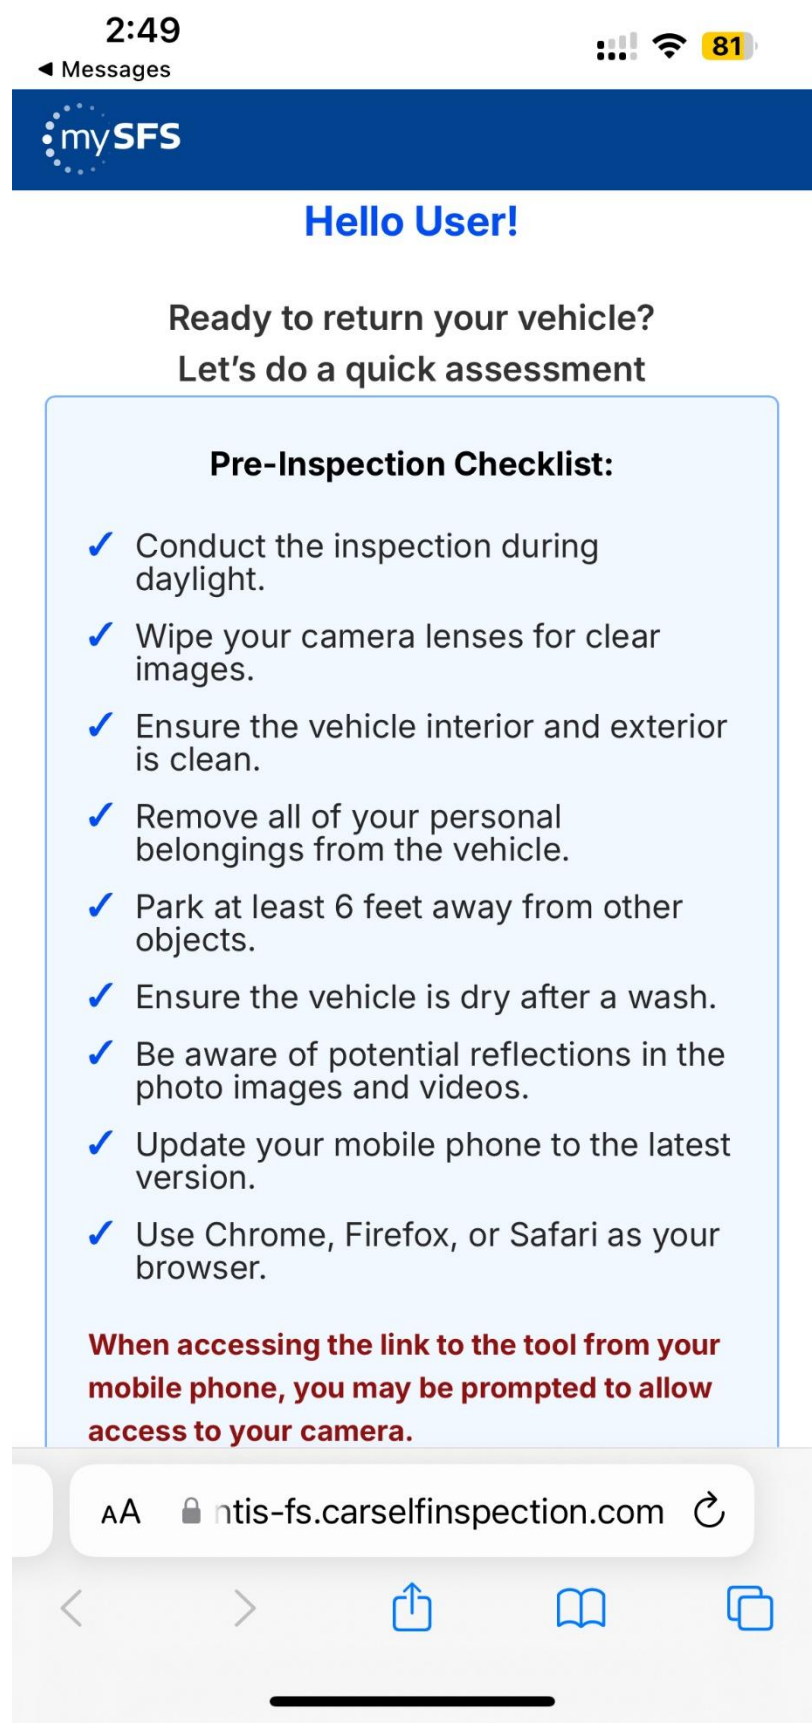 2:49
81
◀ Messages
my SFS
Hello User!
Ready to return your vehicle?
Let’s do a quick assessment
Pre-Inspection Checklist:
✓ Conduct the inspection during
daylight.
✓ Wipe your camera lenses for clear
images.
✓ Ensure the vehicle interior and exterior
is clean.
✓ Remove all of your personal
belongings from the vehicle.
✓ Park at least 6 feet away from other
objects.
✓ Ensure the vehicle is dry after a wash.
✓ Be aware of potential reflections in the
photo images and videos.
✓ Update your mobile phone to the latest
version.
✓ Use Chrome, Firefox, or Safari as your
browser.
When accessing the link to the tool from your
mobile phone, you may be prompted to allow
access to your camera.
AA ntis-fs.carselfinspection.com